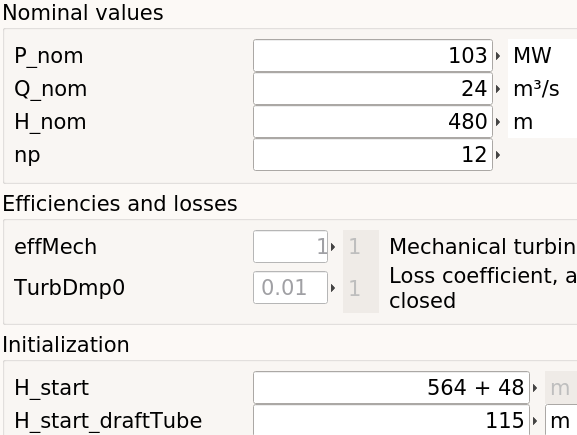 Nominal values
P_nom 103 MW
Q_nom 24 m³/s
H_nom 480 m
np 12
Efficiencies and losses
effMech 1 1 Mechanical turbin
TurbDmp0 0.01 1 Loss coefficient, a
closed
Initialization
H_start 564 + 48 m
H_start_draftTube 115 m